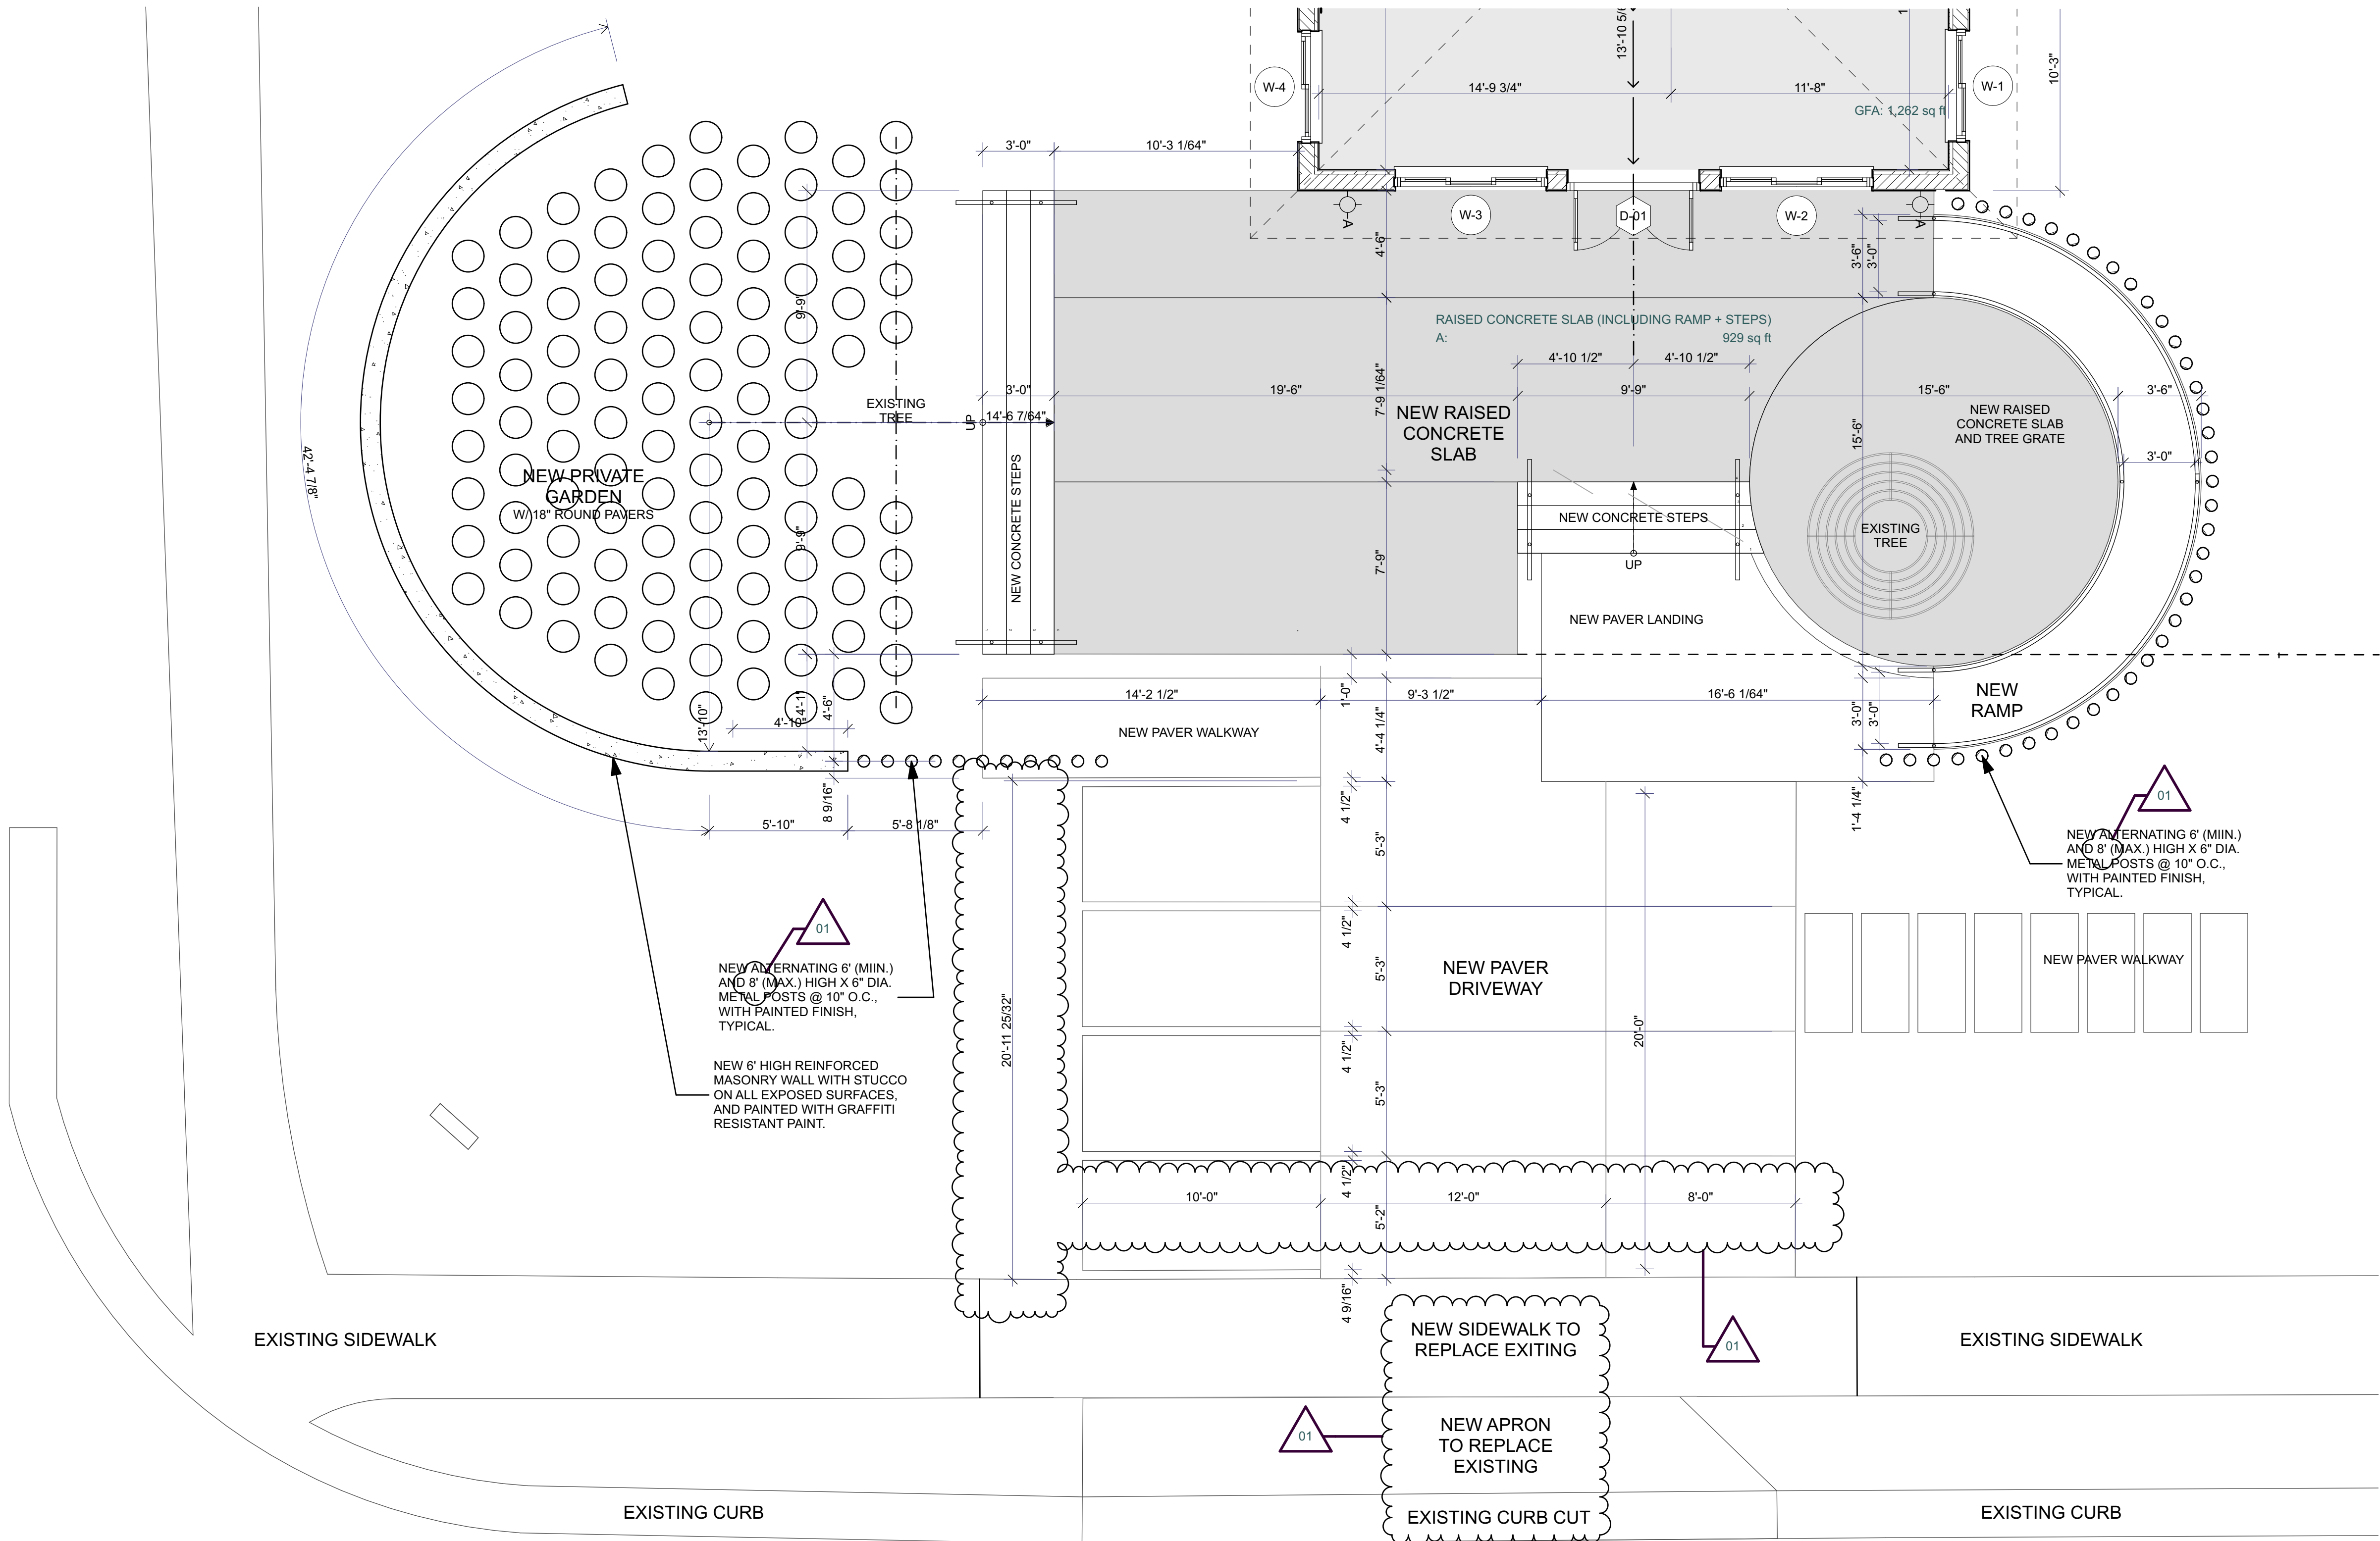 13'-10 5/6
1
10'-3"
W-4
14'-9 3/4"
11'-8"
W-1
GFA: 1,262 sq ft
3'-0"
10'-3 1/64"
W-3
D-01
W-2
A
A
4'-6"
3'-6"
3'-0"
9'-9"
RAISED CONCRETE SLAB (INCLUDING RAMP + STEPS)
A: 929 sq ft
4'-10 1/2"
4'-10 1/2"
3'-0"
19'-6"
7'-9 1/64"
9'-9"
15'-6"
3'-6"
EXISTING
TREE
UP
14'-6 7/64"
NEW RAISED
CONCRETE
SLAB
15'-6"
NEW RAISED
CONCRETE SLAB
AND TREE GRATE
3'-0"
42'-4 7/8"
NEW PRIVATE
GARDEN
W/ 18" ROUND PAVERS
9'-9"
NEW CONCRETE STEPS
7'-9"
NEW CONCRETE STEPS
UP
EXISTING
TREE
NEW PAVER LANDING
13'-10"
4'-10"
4'-1"
4'-6"
14'-2 1/2"
1'-0"
9'-3 1/2"
16'-6 1/64"
3'-0"
3'-0"
NEW
RAMP
NEW PAVER WALKWAY
4'-4 1/4"
5'-10"
8 9/16"
5'-8 1/8"
4 1/2"
5'-3"
1'-4 1/4"
01
NEW ALTERNATING 6' (MIIN.)
AND 8' (MAX.) HIGH X 6" DIA.
METAL POSTS @ 10" O.C.,
WITH PAINTED FINISH,
TYPICAL.
01
NEW ALTERNATING 6' (MIIN.)
AND 8' (MAX.) HIGH X 6" DIA.
METAL POSTS @ 10" O.C.,
WITH PAINTED FINISH,
TYPICAL.
NEW 6' HIGH REINFORCED
MASONRY WALL WITH STUCCO
ON ALL EXPOSED SURFACES,
AND PAINTED WITH GRAFFITI
RESISTANT PAINT.
20'-11 25/32"
4 1/2"
5'-3"
NEW PAVER
DRIVEWAY
20'-0"
NEW PAVER WALKWAY
4 1/2"
5'-3"
4 1/2"
10'-0"
12'-0"
8'-0"
5'-2"
4 9/16"
EXISTING SIDEWALK
NEW SIDEWALK TO
REPLACE EXITING
01
EXISTING SIDEWALK
01
NEW APRON
TO REPLACE
EXISTING
EXISTING CURB
EXISTING CURB CUT
EXISTING CURB